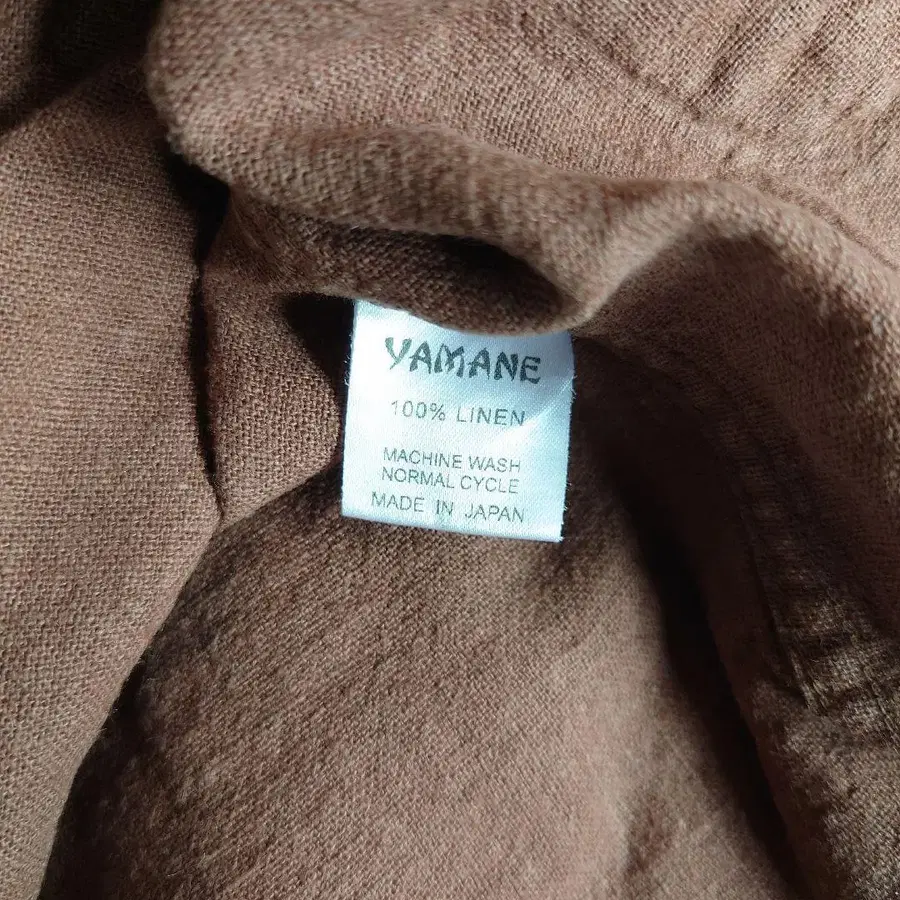 YAMANE
100% LINEN
MACHINE WASH
NORMAL CYCLE
MADE IN JAPAN